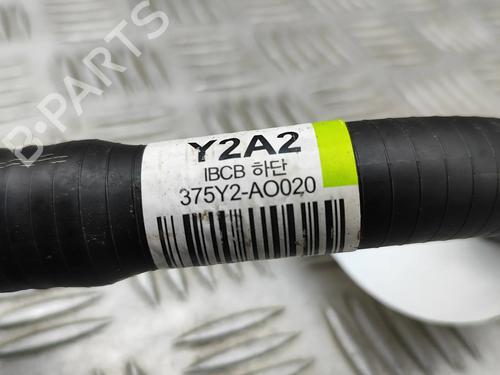 B-PARTS
Y2A2
IBCB 하단
375Y2-AO020